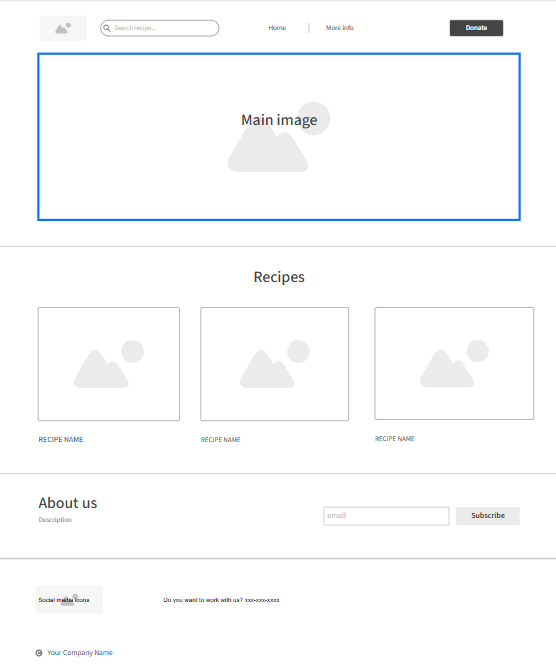 Search recipe...
Home
More info
Donate
Main image
Recipes
RECIPE NAME
RECIPE NAME
RECIPE NAME
About us
Description
email
Subscribe
Social media icons
Do you want to work with us? xxx-xxx-xxxx
Your Company Name